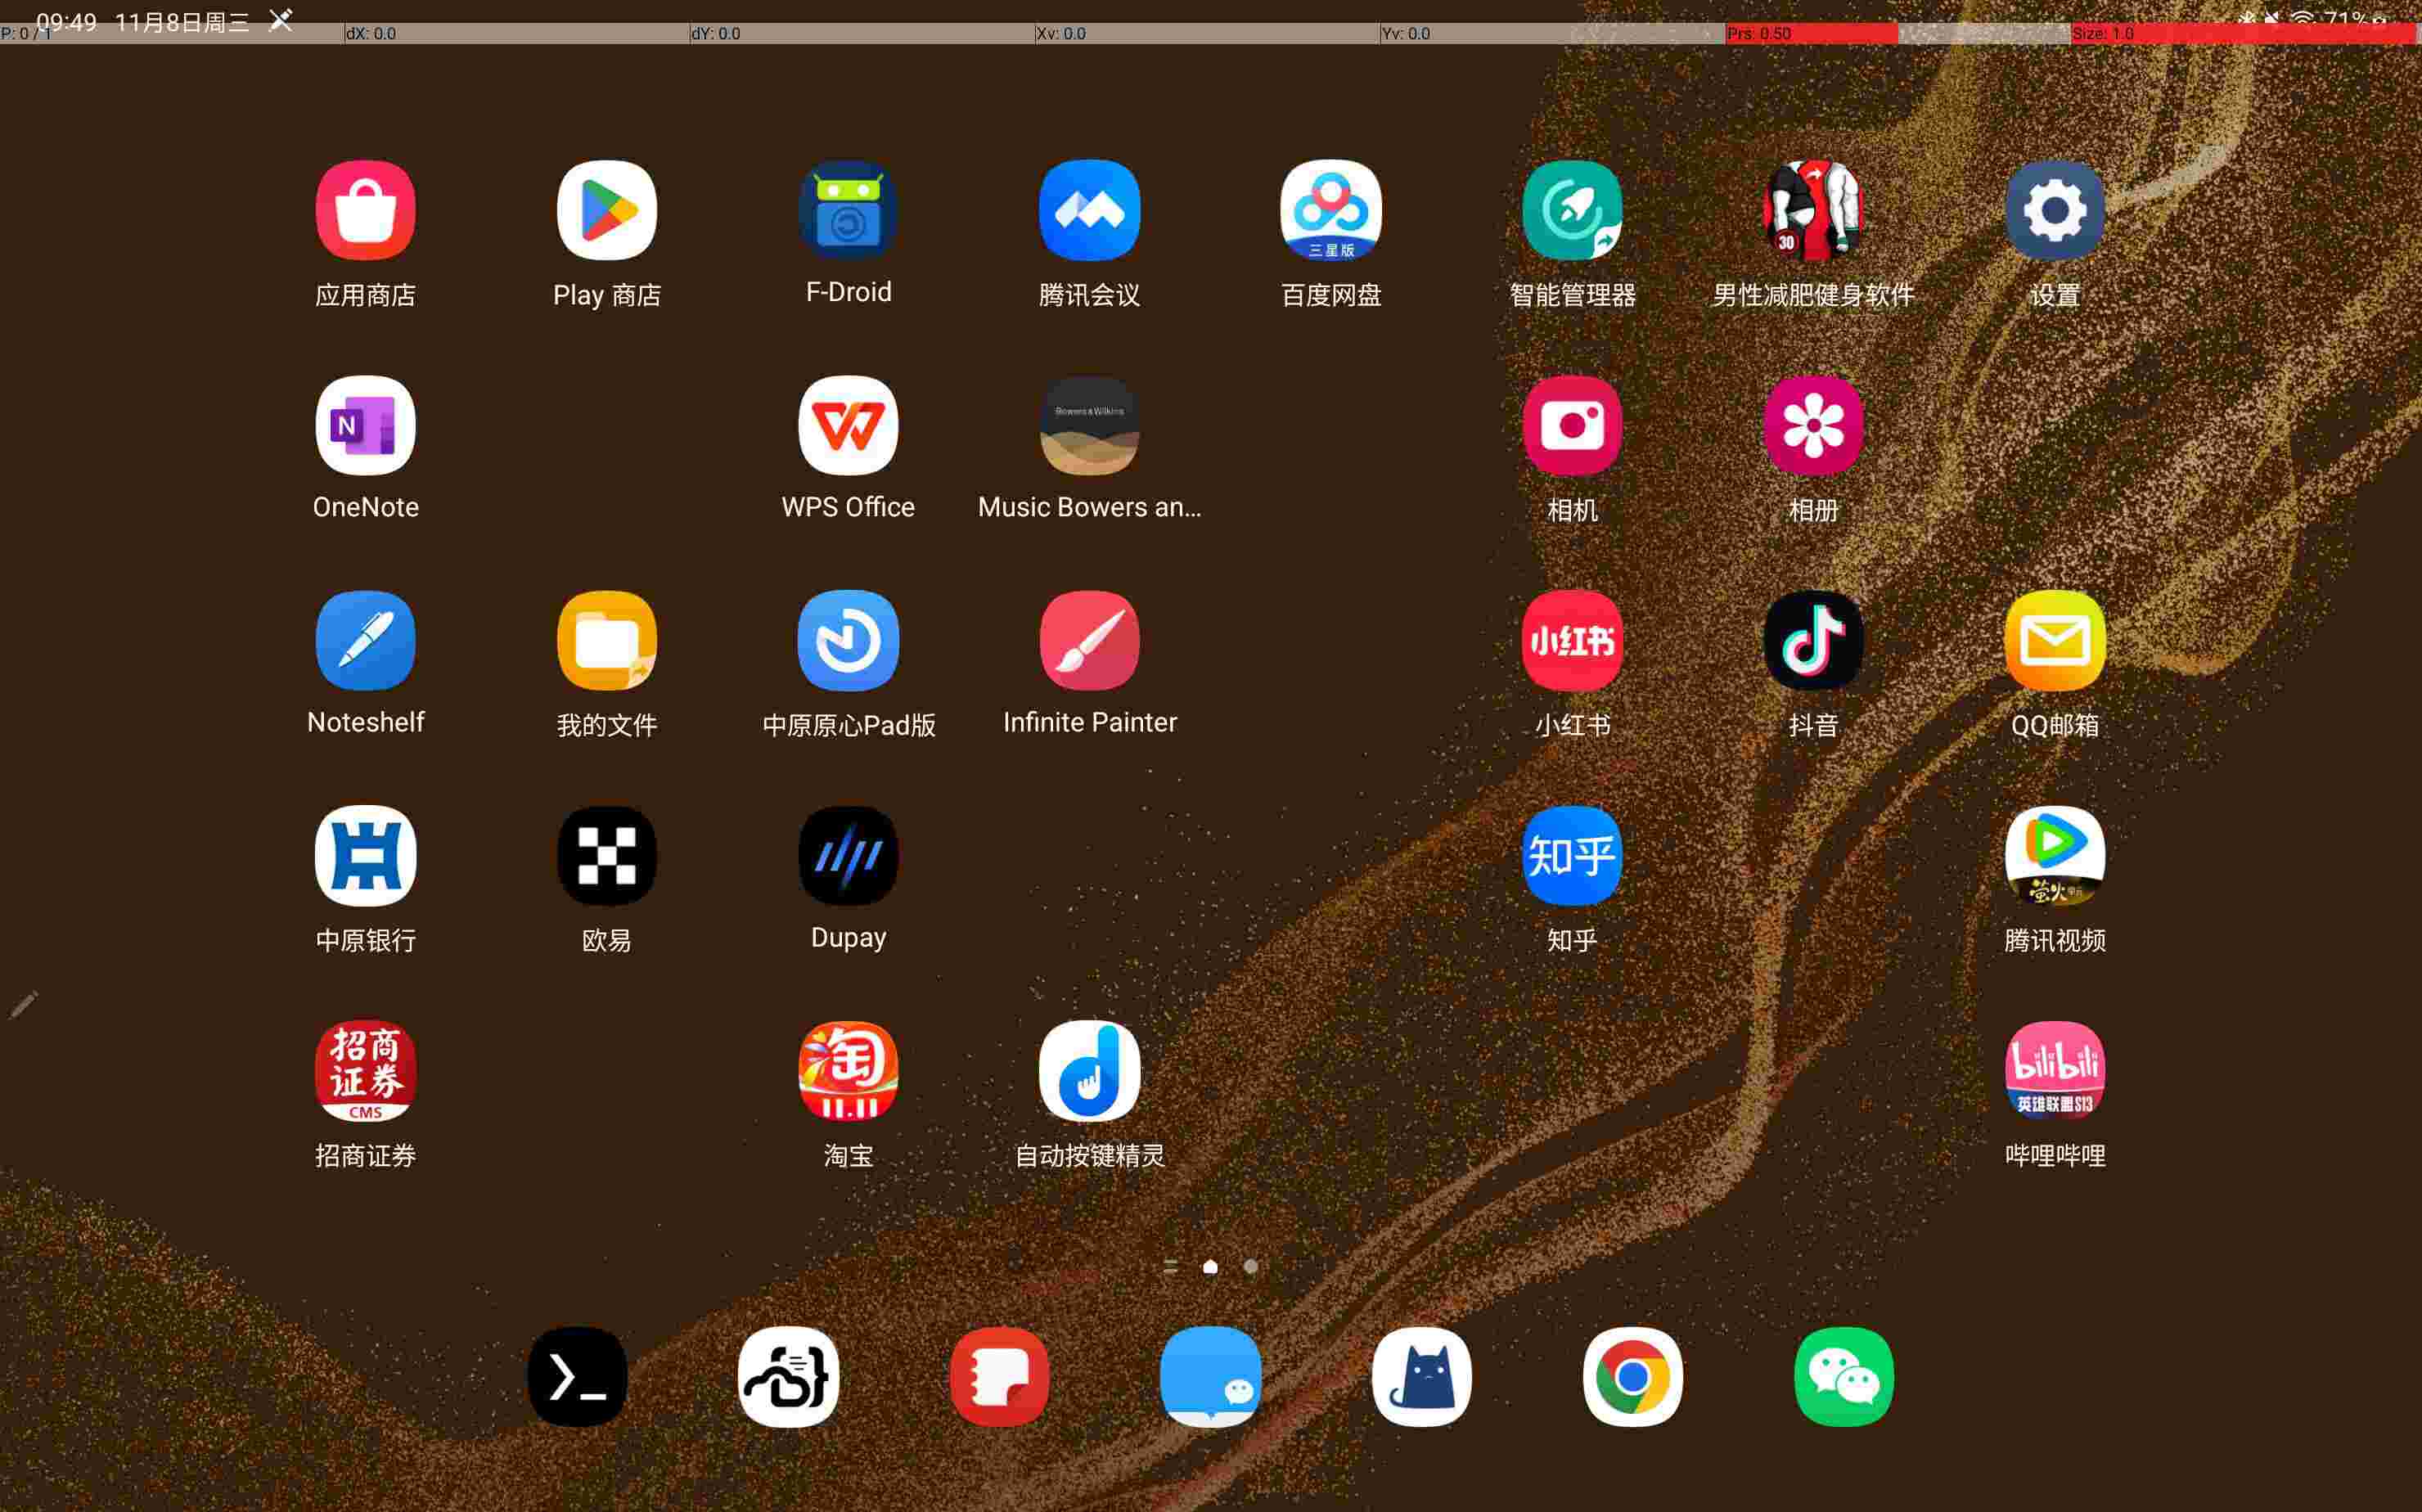 09:49 11月8日周三
71%
P: 0 / 1 dX: 0.0 dY: 0.0 Xv: 0.0 Yv: 0.0 Prs: 0.50 Size: 1.0
三星版
30
应用商店 Play 商店 F-Droid 腾讯会议 百度网盘 智能管理器 男性减肥健身软件 设置
N
Bowers & Wilkins
OneNote WPS Office Music Bowers an... 相机 相册
小红书
Noteshelf 我的文件 中原原心Pad版 Infinite Painter 小红书 抖音 QQ邮箱
知乎
萤火
中原银行 欧易 Dupay 知乎 腾讯视频
招商
证券
CMS
淘
11.11
bilibili
英雄联盟S13
招商证券 淘宝 自动按键精灵 哔哩哔哩